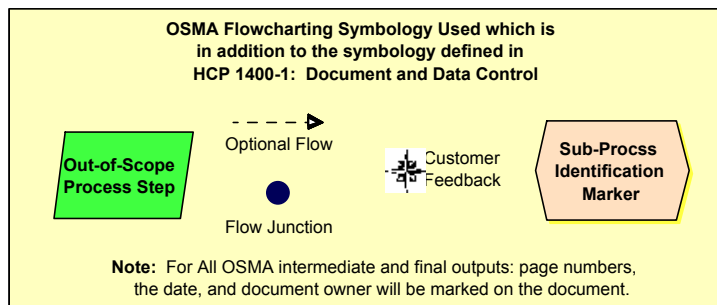 OSMA Flowcharting Symbology Used which is
in addition to the symbology defined in
HCP 1400-1: Document and Data Control
Out-of-Scope
Process Step
Optional Flow
Flow Junction
Customer
Feedback
Sub-Procss
Identification
Marker
Note: For All OSMA intermediate and final outputs: page numbers,
the date, and document owner will be marked on the document.